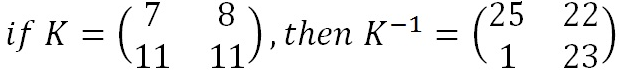 if K = (7 8 11 11), then K⁻¹ = (25 22 1 23)